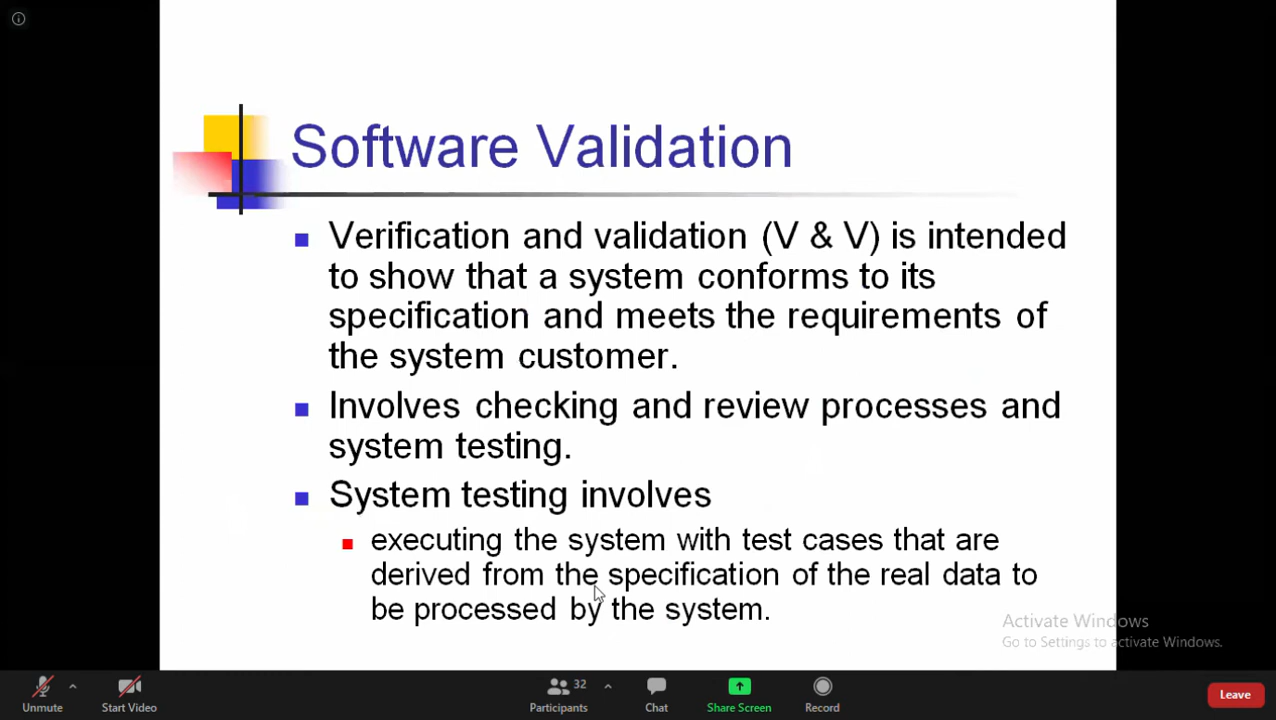 Software Validation
Verification and validation (V & V) is intended
to show that a system conforms to its
specification and meets the requirements of
the system customer.
Involves checking and review processes and
system testing.
System testing involves
executing the system with test cases that are
derived from the specification of the real data to
be processed by the system.
Activate Windows
Go to Settings to activate Windows.
Unmute
Start Video
32
Participants
Chat
Share Screen
Record
Leave